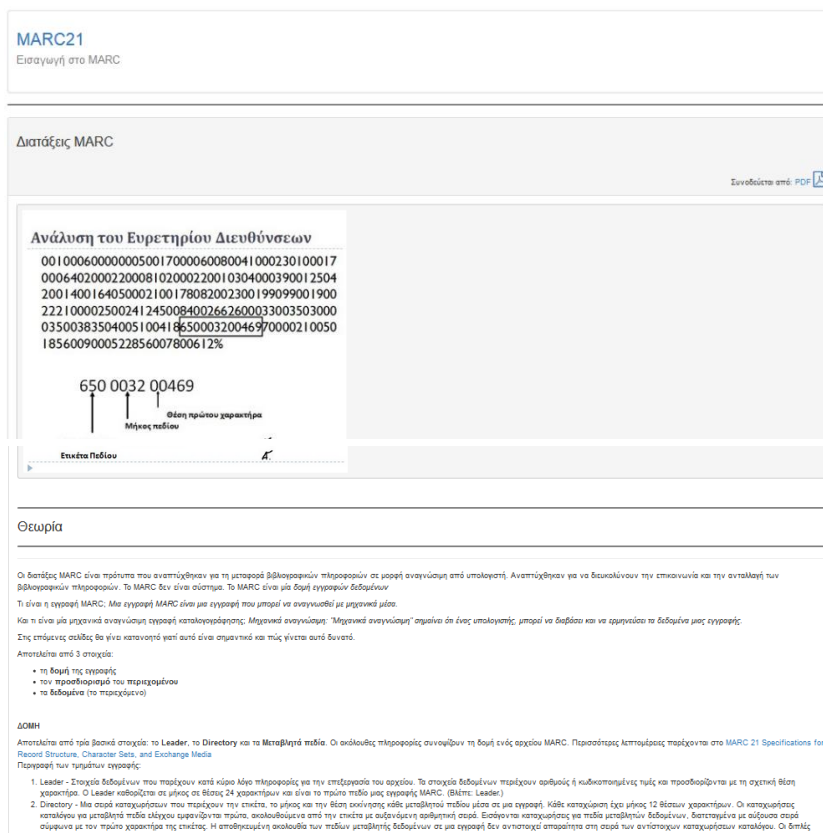 MARC21
Εισαγωγή στο MARC
Διατάξεις MARC
Συνοδεύεται από: PDF
Ανάλυση του Ευρετηρίου Διευθύνσεων
0010006000000050017000060080041000230100017
000640200022000810200022001030400039001 2504
200140016405000210017808200230019909900 1900
222100002500241245008400266260003300350 3000
035003835040051004186500032004697000021 0050
1856009000522856007800612%
650 0032 00469
Θέση πρώτου χαρακτήρα
Μήκος πεδίου
Ετικέτα Πεδίου
Θεωρία
Οι διατάξεις MARC είναι πρότυπα που αναπτύχθηκαν για τη μεταφορά βιβλιογραφικών πληροφοριών σε μορφή αναγνώσιμη από υπολογιστή. Αναπτύχθηκαν για να διευκολύνουν την επικοινωνία και την ανταλλαγή των
βιβλιογραφικών πληροφοριών. Το MARC δεν είναι σύστημα. Το MARC είναι μία δομή εγγραφών δεδομένων
Τι είναι η εγγραφή MARC; Μια εγγραφή MARC είναι μια εγγραφή που μπορεί να αναγνωσθεί με μηχανικά μέσα.
Και τι είναι μία μηχανικά αναγνώσιμη εγγραφή καταλογογράφησης; Μηχανικά αναγνώσιμη: "Μηχανικά αναγνώσιμη" σημαίνει ότι ένας υπολογιστής, μπορεί να διαβάσει και να ερμηνεύσει τα δεδομένα μιας εγγραφής.
Στις επόμενες σελίδες θα γίνει κατανοητό γιατί αυτό είναι σημαντικό και πώς γίνεται αυτό δυνατό.
Αποτελείται από 3 στοιχεία:
• τη δομή της εγγραφής
• τον προσδιορισμό του περιεχομένου
• τα δεδομένα (το περιεχόμενο)
ΔΟΜΗ
Αποτελείται από τρία βασικά στοιχεία: το Leader, το Directory και τα Μεταβλητά πεδία. Οι ακόλουθες πληροφορίες συνοψίζουν τη δομή ενός αρχείου MARC. Περισσότερες λεπτομέρειες παρέχονται στο MARC 21 Specifications for
Record Structure, Character Sets, and Exchange Media
Περιγραφή των τμημάτων εγγραφής:
1. Leader - Στοιχεία δεδομένων που παρέχουν κατά κύριο λόγο πληροφορίες για την επεξεργασία του αρχείου. Τα στοιχεία δεδομένων περιέχουν αριθμούς ή κωδικοποιημένες τιμές και προσδιορίζονται με τη σχετική θέση
χαρακτήρα. Ο Leader καθορίζεται σε μήκος σε θέσεις 24 χαρακτήρων και είναι το πρώτο πεδίο μιας εγγραφής MARC. (Βλέπε: Leader.)
2. Directory - Μια σειρά καταχωρήσεων που περιέχουν την ετικέτα, το μήκος και την θέση εκκίνησης κάθε μεταβλητού πεδίου μέσα σε μια εγγραφή. Κάθε καταχώριση έχει μήκος 12 θέσεων χαρακτήρων. Οι καταχωρήσεις
καταλόγου για μεταβλητά πεδία ελέγχου εμφανίζονται πρώτα, ακολουθούμενα από την ετικέτα με αυξανόμενη αριθμητική σειρά. Εισάγονται καταχωρήσεις για πεδία μεταβλητών δεδομένων, διατεταγμένα με αύξουσα σειρά
σύμφωνα με τον πρώτο χαρακτήρα της ετικέτας. Η αποθηκευμένη ακολουθία των πεδίων μεταβλητής δεδομένων σε μια εγγραφή δεν αντιστοιχεί απαραίτητα στη σειρά των αντίστοιχων καταχωρήσεων καταλόγου. Οι διπλές